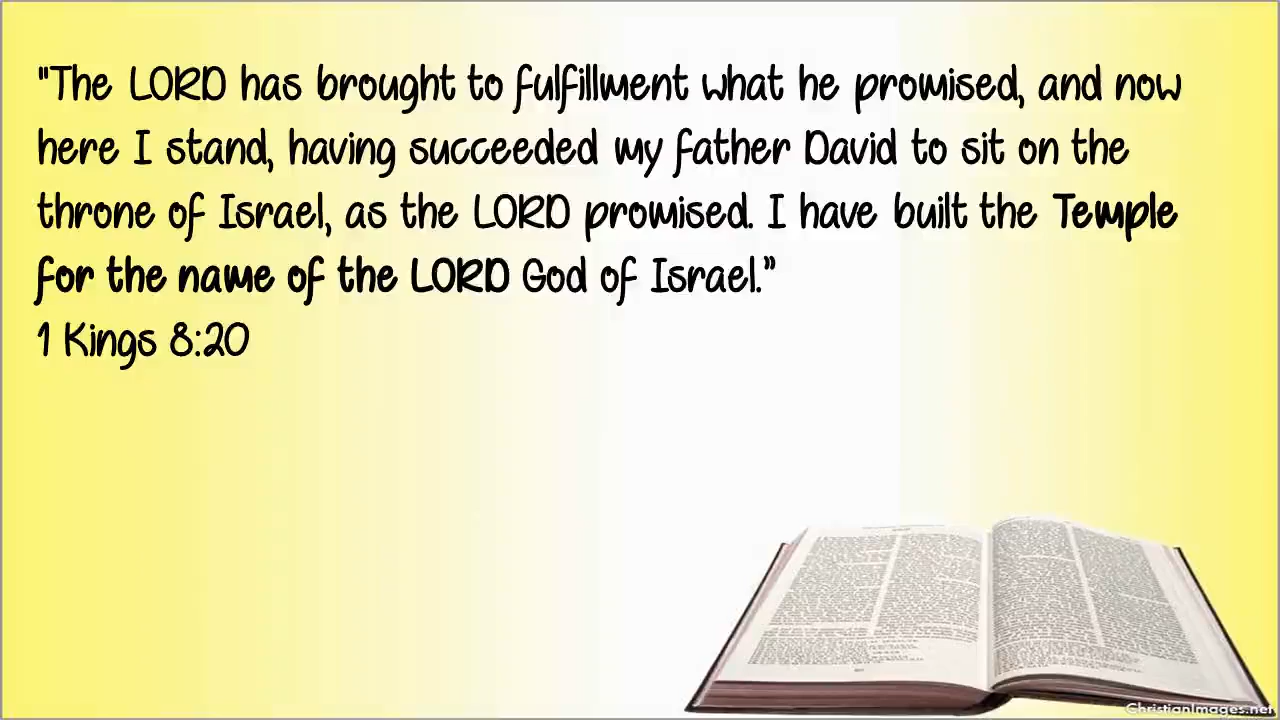 "The LORD has brought to fulfillment what he promised, and now
here I stand, having succeeded my father David to sit on the
throne of Israel, as the LORD promised. I have built the Temple
for the name of the LORD God of Israel.”
1 Kings 8:20
ChristianImages.net